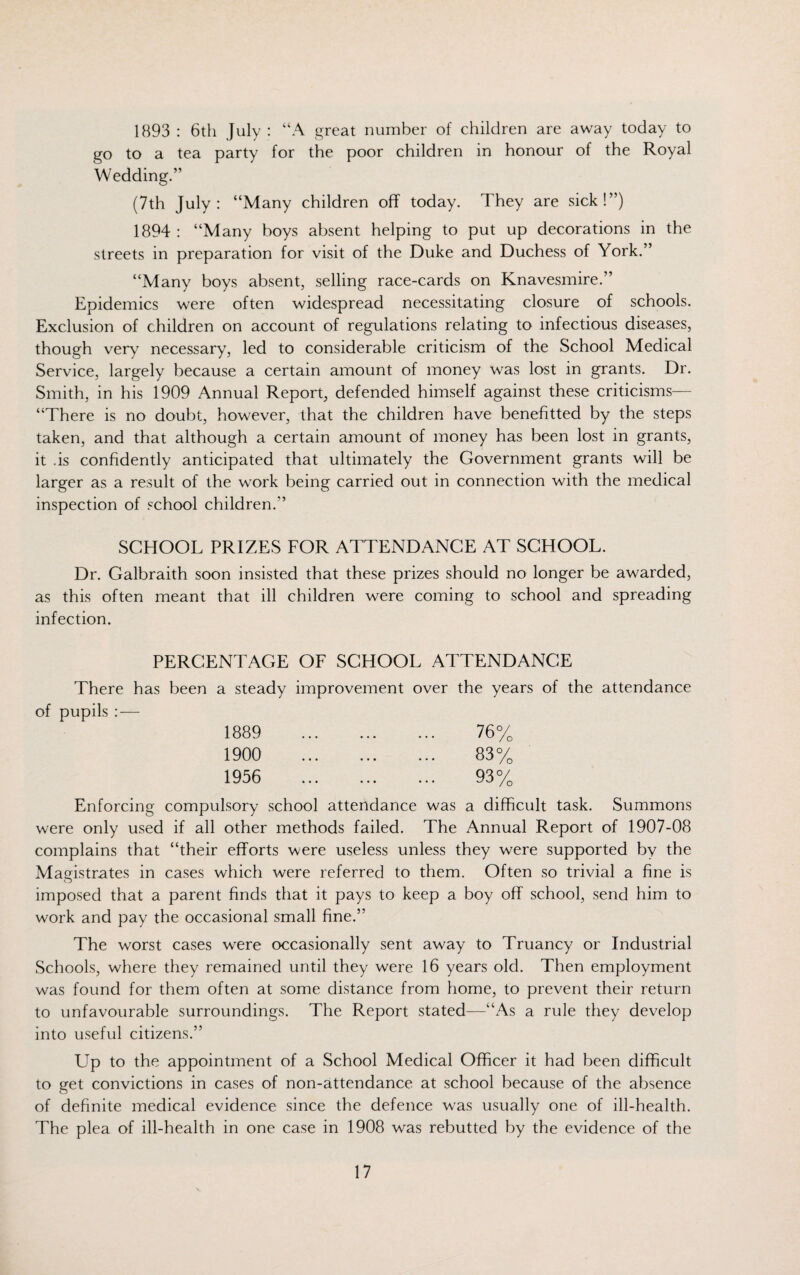 1893 : 6th July : “A great number of children are away today to
go to a tea party for the poor children in honour of the Royal
Wedding.”
(7th July : “Many children off today. They are sick!”)
1894 : “Many boys absent helping to put up decorations in the
streets in preparation for visit of the Duke and Duchess of York.”
“Many boys absent, selling race-cards on Knavesmire.”
Epidemics were often widespread necessitating closure of schools.
Exclusion of children on account of regulations relating to infectious diseases,
though very necessary, led to considerable criticism of the School Medical
Service, largely because a certain amount of money was lost in grants. Dr.
Smith, in his 1909 Annual Report, defended himself against these criticisms—
“There is no doubt, however, that the children have benefitted by the steps
taken, and that although a certain amount of money has been lost in grants,
it .is confidently anticipated that ultimately the Government grants will be
larger as a result of the work being carried out in connection with the medical
inspection of school children.”
SCHOOL PRIZES FOR ATTENDANCE AT SCHOOL.
Dr. Galbraith soon insisted that these prizes should no longer be awarded,
as this often meant that ill children were coming to school and spreading
infection.
PERCENTAGE OF SCHOOL ATTENDANCE
There has been a steady improvement over the years of the attendance
of pupils :—
1889 ... ... ... 76%
1900 ... ... ... 83%
1956 ... ... ... 93%
Enforcing compulsory school attendance was a difficult task. Summons
were only used if all other methods failed. The Annual Report of 1907-08
complains that “their efforts were useless unless they were supported by the
Magistrates in cases which were referred to them. Often so trivial a fine is
imposed that a parent finds that it pays to keep a boy off school, send him to
work and pay the occasional small fine.”
The worst cases were occasionally sent away to Truancy or Industrial
Schools, where they remained until they were 16 years old. Then employment
was found for them often at some distance from home, to prevent their return
to unfavourable surroundings. The Report stated—“As a rule they develop
into useful citizens.”
Up to the appointment of a School Medical Officer it had been difficult
to get convictions in cases of non-attendance at school because of the absence
of definite medical evidence since the defence was usually one of ill-health.
The plea of ill-health in one case in 1908 was rebutted by the evidence of the
17